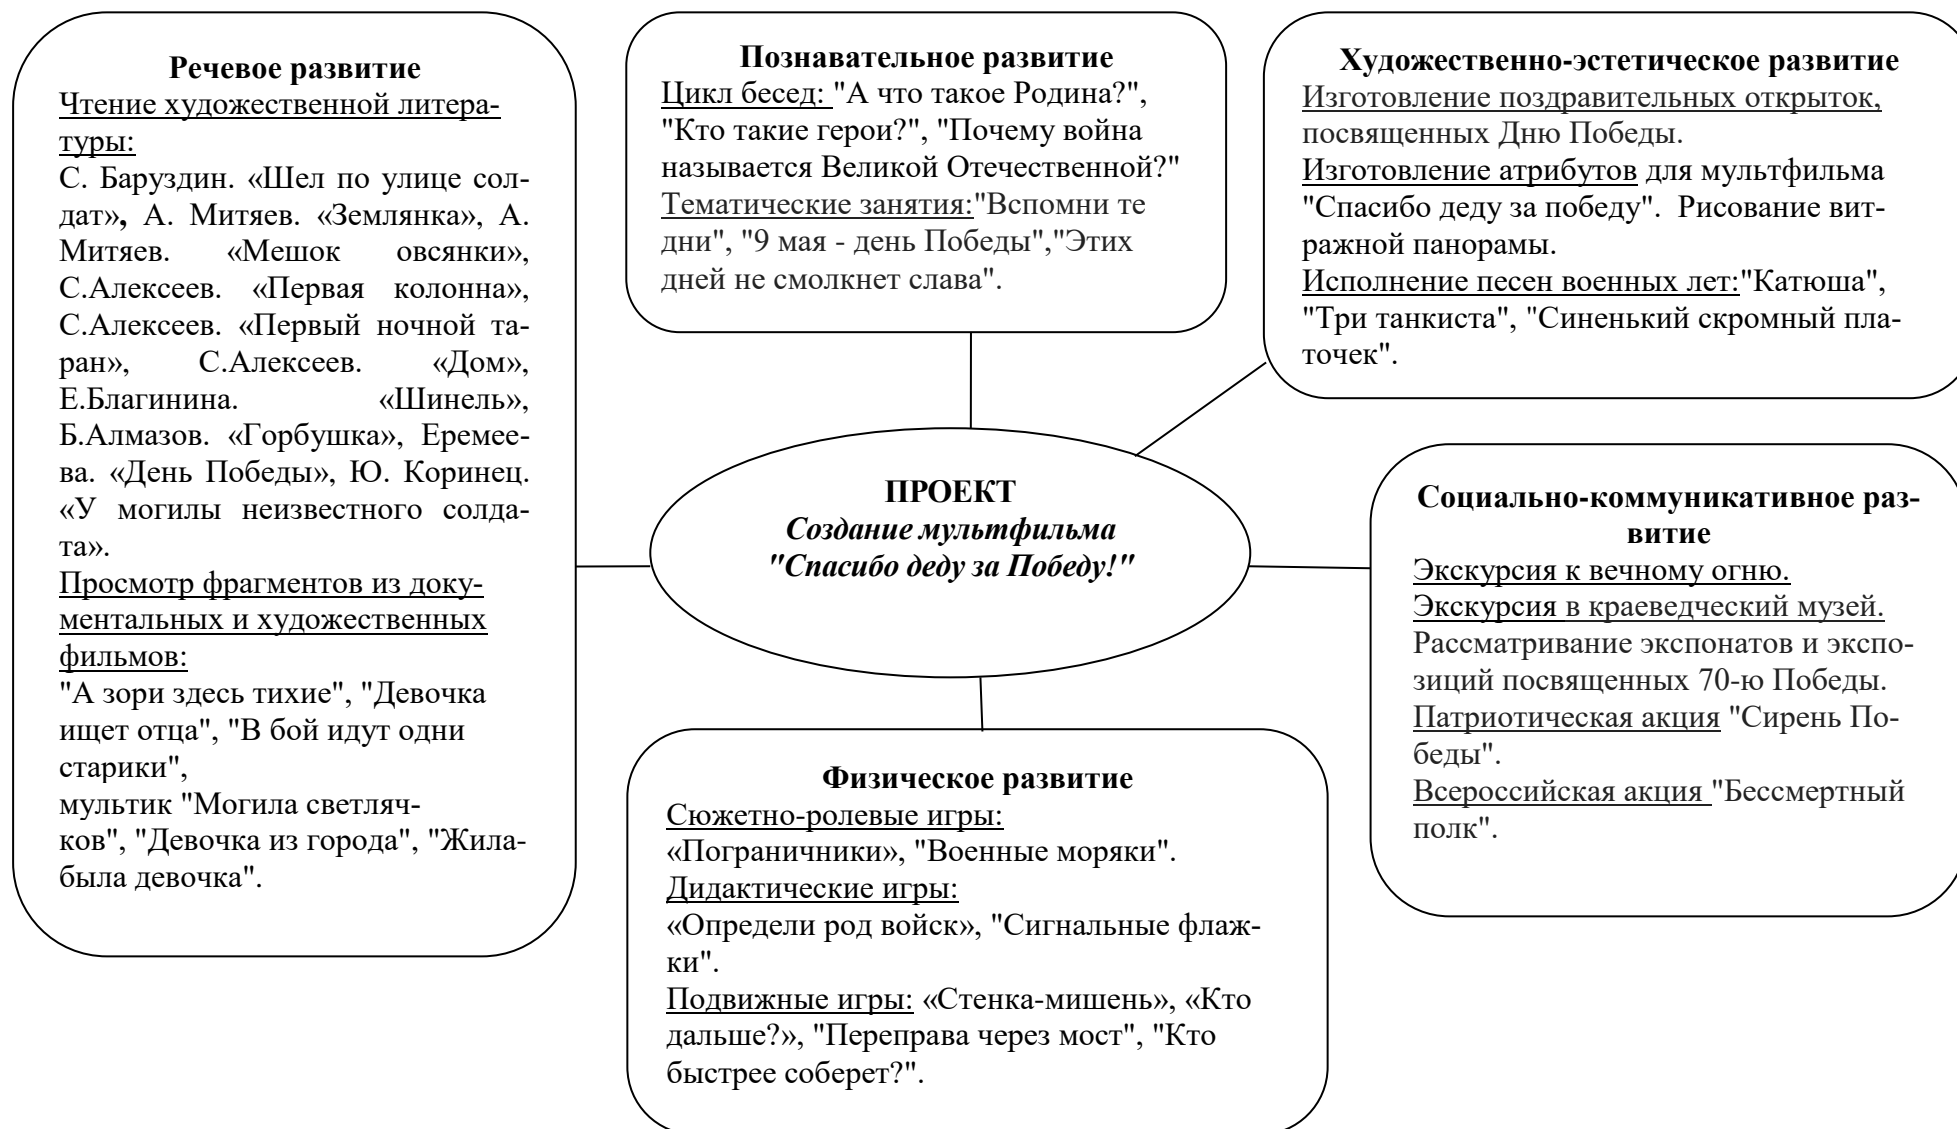 Речевое развитие
Чтение художественной литера-
туры:
С. Баруздин. «Шел по улице сол-
дат», А. Митяев. «Землянка», А.
Митяев. «Мешок овсянки»,
С.Алексеев. «Первая колонна»,
С.Алексеев. «Первый ночной та-
ран», С.Алексеев. «Дом»,
Е.Благинина. «Шинель»,
Б.Алмазов. «Горбушка», Еремее-
ва. «День Победы», Ю. Коринец.
«У могилы неизвестного солда-
та».
Просмотр фрагментов из доку-
ментальных и художественных
фильмов:
"А зори здесь тихие", "Девочка
ищет отца", "В бой идут одни
старики",
мультик "Могила светляч-
ков", "Девочка из города", "Жила-
была девочка".
Познавательное развитие
Цикл бесед: "А что такое Родина?",
"Кто такие герои?", "Почему война
называется Великой Отечественной?"
Тематические занятия:"Вспомни те
дни", "9 мая - день Победы","Этих
дней не смолкнет слава".
Художественно-эстетическое развитие
Изготовление поздравительных открыток,
посвященных Дню Победы.
Изготовление атрибутов для мультфильма
"Спасибо деду за победу". Рисование вит-
ражной панорамы.
Исполнение песен военных лет:"Катюша",
"Три танкиста", "Синенький скромный пла-
точек".
ПРОЕКТ
Создание мультфильма
"Спасибо деду за Победу!"
Социально-коммуникативное раз-
витие
Экскурсия к вечному огню.
Экскурсия в краеведческий музей.
Рассматривание экспонатов и экспо-
зиций посвященных 70-ю Победы.
Патриотическая акция "Сирень По-
беды".
Всероссийская акция "Бессмертный
полк".
Физическое развитие
Сюжетно-ролевые игры:
«Пограничники», "Военные моряки".
Дидактические игры:
«Определи род войск», "Сигнальные флаж-
ки".
Подвижные игры: «Стенка-мишень», «Кто
дальше?», "Переправа через мост", "Кто
быстрее соберет?".